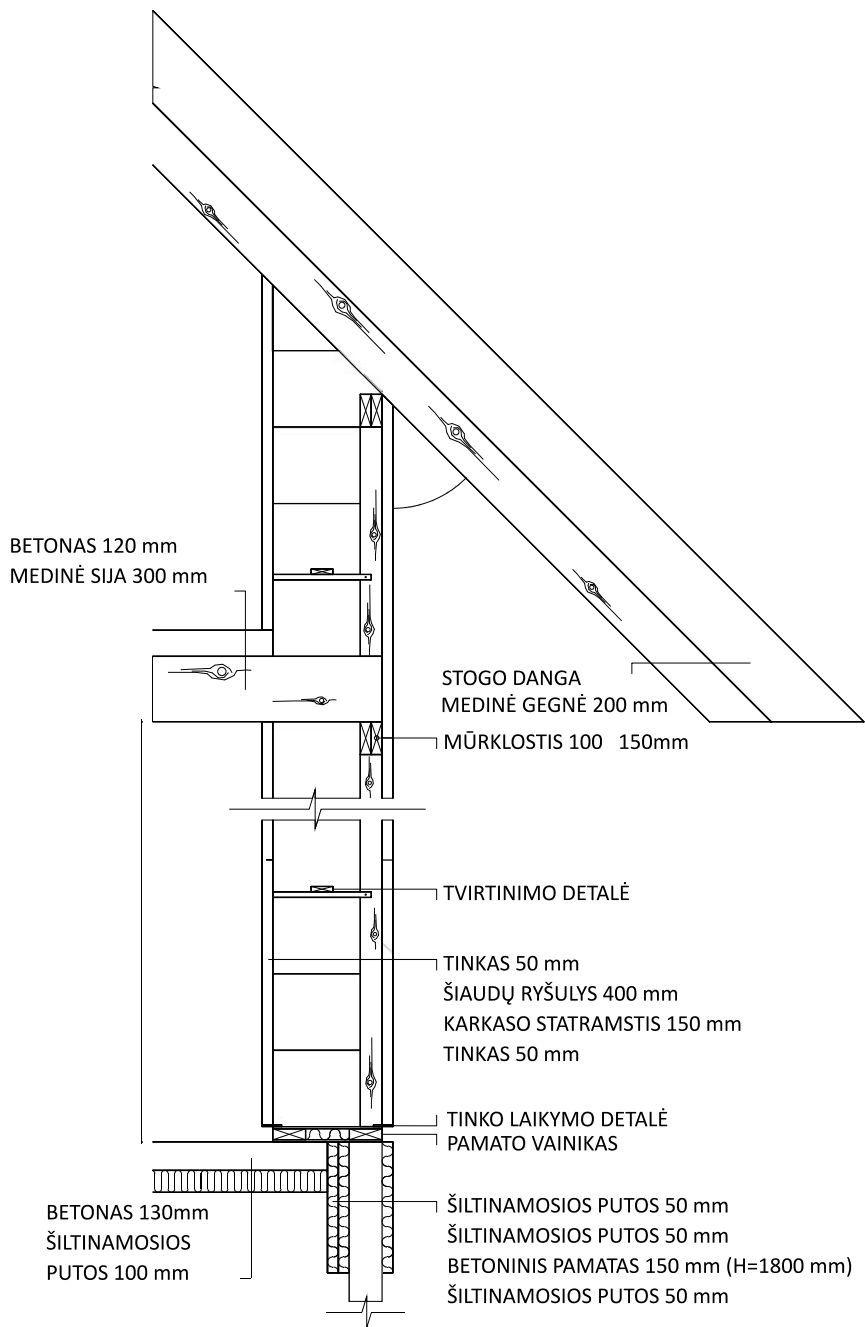 BETONAS 120 mm
MEDINĖ SIJA 300 mm
STOGO DANGA
MEDINĖ GEGNĖ 200 mm
MŪRKLOSTIS 100 150mm
TVIRTINIMO DETALĖ
TINKAS 50 mm
ŠIAUDŲ RYŠULYS 400 mm
KARKASO STATRAMSTIS 150 mm
TINKAS 50 mm
TINKO LAIKYMO DETALĖ
PAMATO VAINIKAS
BETONAS 130mm
ŠILTINAMOSIOS
PUTOS 100 mm
ŠILTINAMOSIOS PUTOS 50 mm
ŠILTINAMOSIOS PUTOS 50 mm
BETONINIS PAMATAS 150 mm (H=1800 mm)
ŠILTINAMOSIOS PUTOS 50 mm